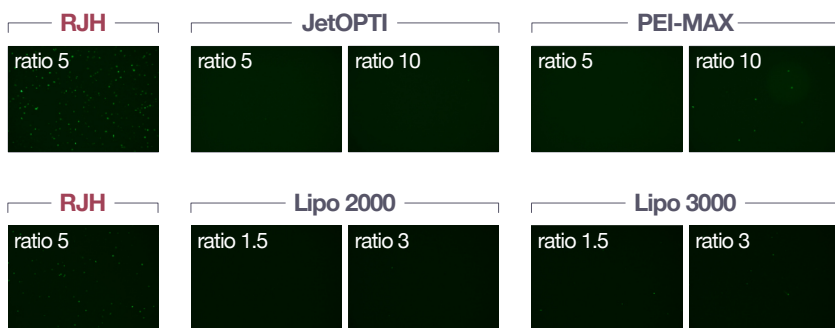 RJH JetOPTI PEI-MAX
ratio 5 ratio 5 ratio 10 ratio 5 ratio 10
RJH Lipo 2000 Lipo 3000
ratio 5 ratio 1.5 ratio 3 ratio 1.5 ratio 3